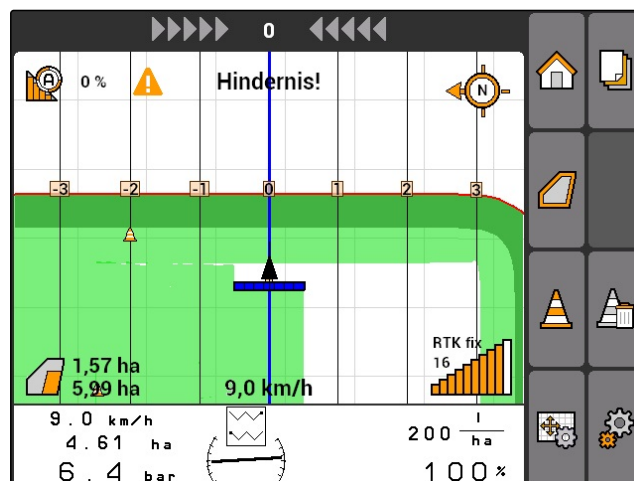 0
A 0 % Hindernis! N
-3 -2 -1 0 1 2 3
RTK fix
16
1,57 ha
5,99 ha 9,0 km/h
9.0 km/h
4.61 ha
6.4 bar
200 l/ha
100 %